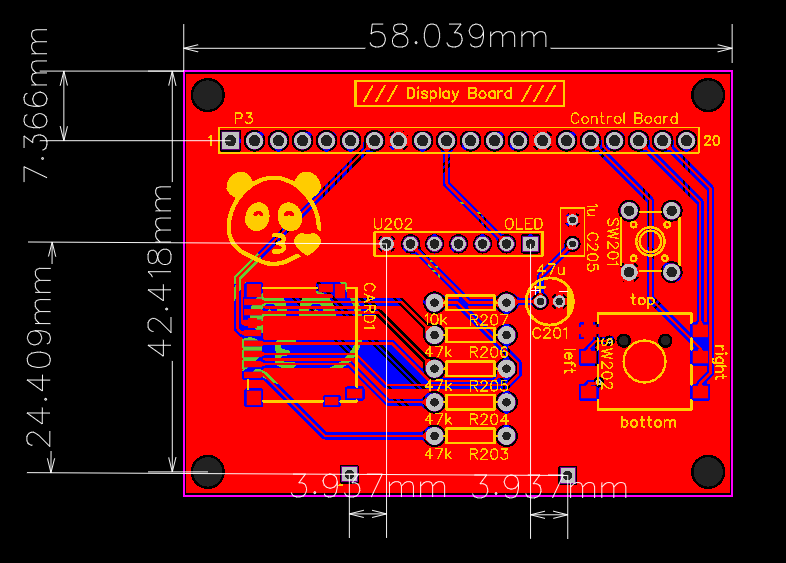 58.039mm
/// Display Board ///
7.366mm
P3
Control Board
1
20
U202
OLED
1u
C205
SW201
47u
C201
top
42.418mm
24.409mm
CARD1
10k R207
47k R206
47k R205
47k R204
47k R203
left
SW202
right
bottom
3.937mm
3.937mm